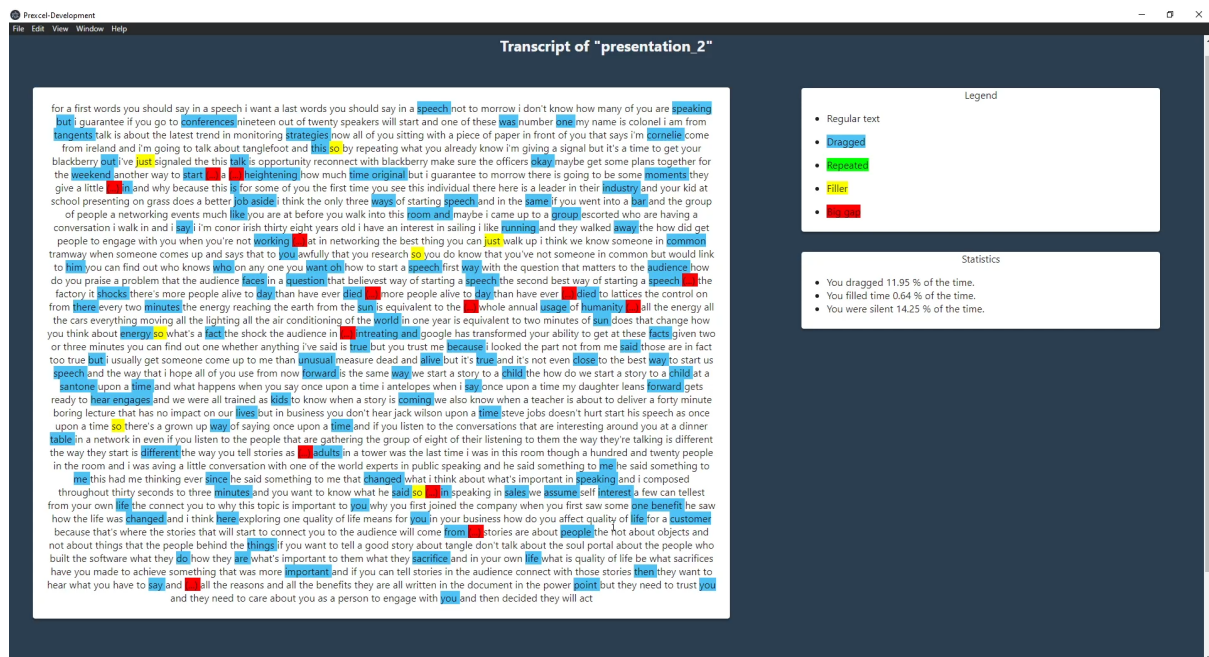 Prexcel-Development
File Edit View Window Help
Transcript of "presentation_2"
for a first words you should say in a speech i want a last words you should say in a speech not to morrow i don't know how many of you are speaking
but i guarantee if you go to conferences nineteen out of twenty speakers will start and one of these was number one my name is colonel i am from
tangents talk is about the latest trend in monitoring strategies now all of you sitting with a piece of paper in front of you that says i'm cornelie come
from ireland and i'm going to talk about tanglefoot and this so by repeating what you already know i'm giving a signal but it's a time to get your
blackberry out i've just signaled the this talk is opportunity reconnect with blackberry make sure the officers okay maybe get some plans together for
the weekend another way to start [...] a [...] heightening how much time original but i guarantee to morrow there is going to be some moments they
give a little [...] in and why because this is for some of you the first time you see this individual there here is a leader in their industry and your kid at
school presenting on grass does a better job aside i think the only three ways of starting speech and in the same if you went into a bar and the group
of people a networking events much like you are at before you walk into this room and maybe i came up to a group escorted who are having a
conversation i walk in and i say i i'm conor irish thirty eight years old i have an interest in sailing i like running and they walked away the how did get
people to engage with you when you're not working [...] at in networking the best thing you can just walk up i think we know someone in common
tramway when someone comes up and says that to you awfully that you research so you do know that you've not someone in common but would link
to him you can find out who knows who on any one you want oh how to start a speech first way with the question that matters to the audience how
do you praise a problem that the audience faces in a question that believest way of starting a speech the second best way of starting a speech [...] the
factory it shocks there's more people alive to day than have ever died [...] more people alive to day than have ever [...] died to lattices the control on
from there every two minutes the energy reaching the earth from the sun is equivalent to the [...] whole annual usage of humanity [...] all the energy all
the cars everything moving all the lighting all the air conditioning of the world in one year is equivalent to two minutes of sun does that change how
you think about energy so what's a fact the shock the audience in [...] intreating and google has transformed your ability to get at these facts given two
or three minutes you can find out one whether anything i've said is true but you trust me because i looked the part not from me said those are in fact
too true but i usually get someone come up to me than unusual measure dead and alive but it's true and it's not even close to the best way to start us
speech and the way that i hope all of you use from now forward is the same way we start a story to a child the how do we start a story to a child at a
santone upon a time and what happens when you say once upon a time i antelopes when i say once upon a time my daughter leans forward gets
ready to hear engages and we were all trained as kids to know when a story is coming we also know when a teacher is about to deliver a forty minute
boring lecture that has no impact on our lives but in business you don't hear jack wilson upon a time steve jobs doesn't hurt start his speech as once
upon a time so there's a grown up way of saying once upon a time and if you listen to the conversations that are interesting around you at a dinner
table in a network in even if you listen to the people that are gathering the group of eight of their listening to them the way they're talking is different
the way they start is different the way you tell stories as [...] adults in a tower was the last time i was in this room though a hundred and twenty people
in the room and i was aving a little conversation with one of the world experts in public speaking and he said something to me he said something to
me this had me thinking ever since he said something to me that changed what i think about what's important in speaking and i composed
throughout thirty seconds to three minutes and you want to know what he said so [...] in speaking in sales we assume self interest a few can tellest
from your own life the connect you to why this topic is important to you why you first joined the company when you first saw some one benefit he saw
how the life was changed and i think here exploring one quality of life means for you in your business how do you affect quality of life for a customer
because that's where the stories that will start to connect you to the audience will come from [...] stories are about people the not about objects and
not about things that the people behind the things if you want to tell a good story about tangle don't talk about the soul portal about the people who
built the software what they do how they are what's important to them what they sacrifice and in your own life what is quality of life be what sacrifices
have you made to achieve something that was more important and if you can tell stories in the audience connect with those stories then they want to
hear what you have to say and [...] all the reasons and all the benefits they are all written in the document in the power point but they need to trust you
and they need to care about you as a person to engage with you and then decided they will act
Legend
Regular text
Dragged
Repeated
Filler
Big gap
Statistics
You dragged 11.95 % of the time.
You filled time 0.64 % of the time.
You were silent 14.25 % of the time.